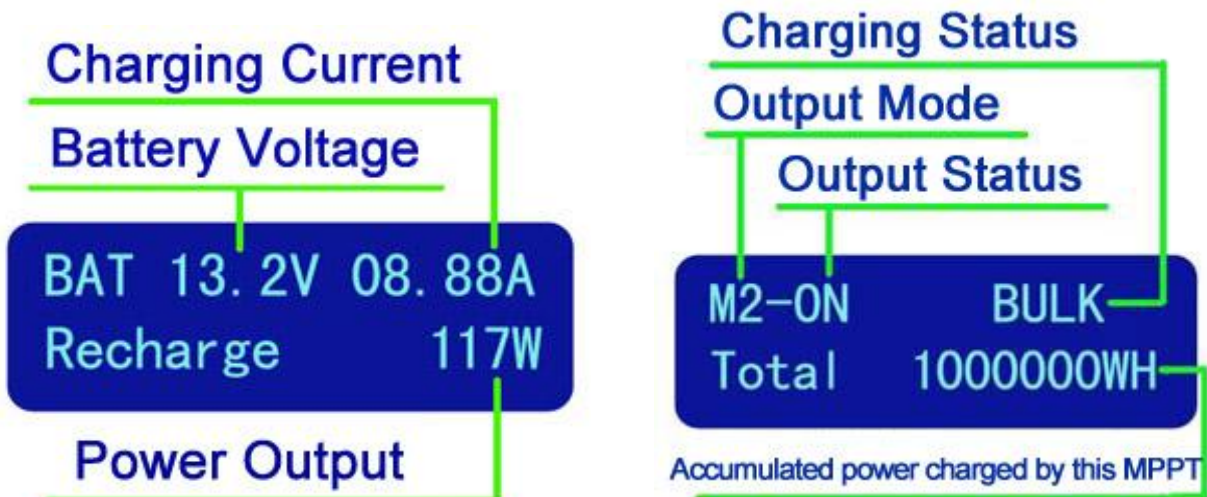 Charging Current
Battery Voltage
BAT 13.2V 08.88A
Recharge 117W
Power Output
Charging Status
Output Mode
Output Status
M2-ON BULK
Total 1000000WH
Accumulated power charged by this MPPT